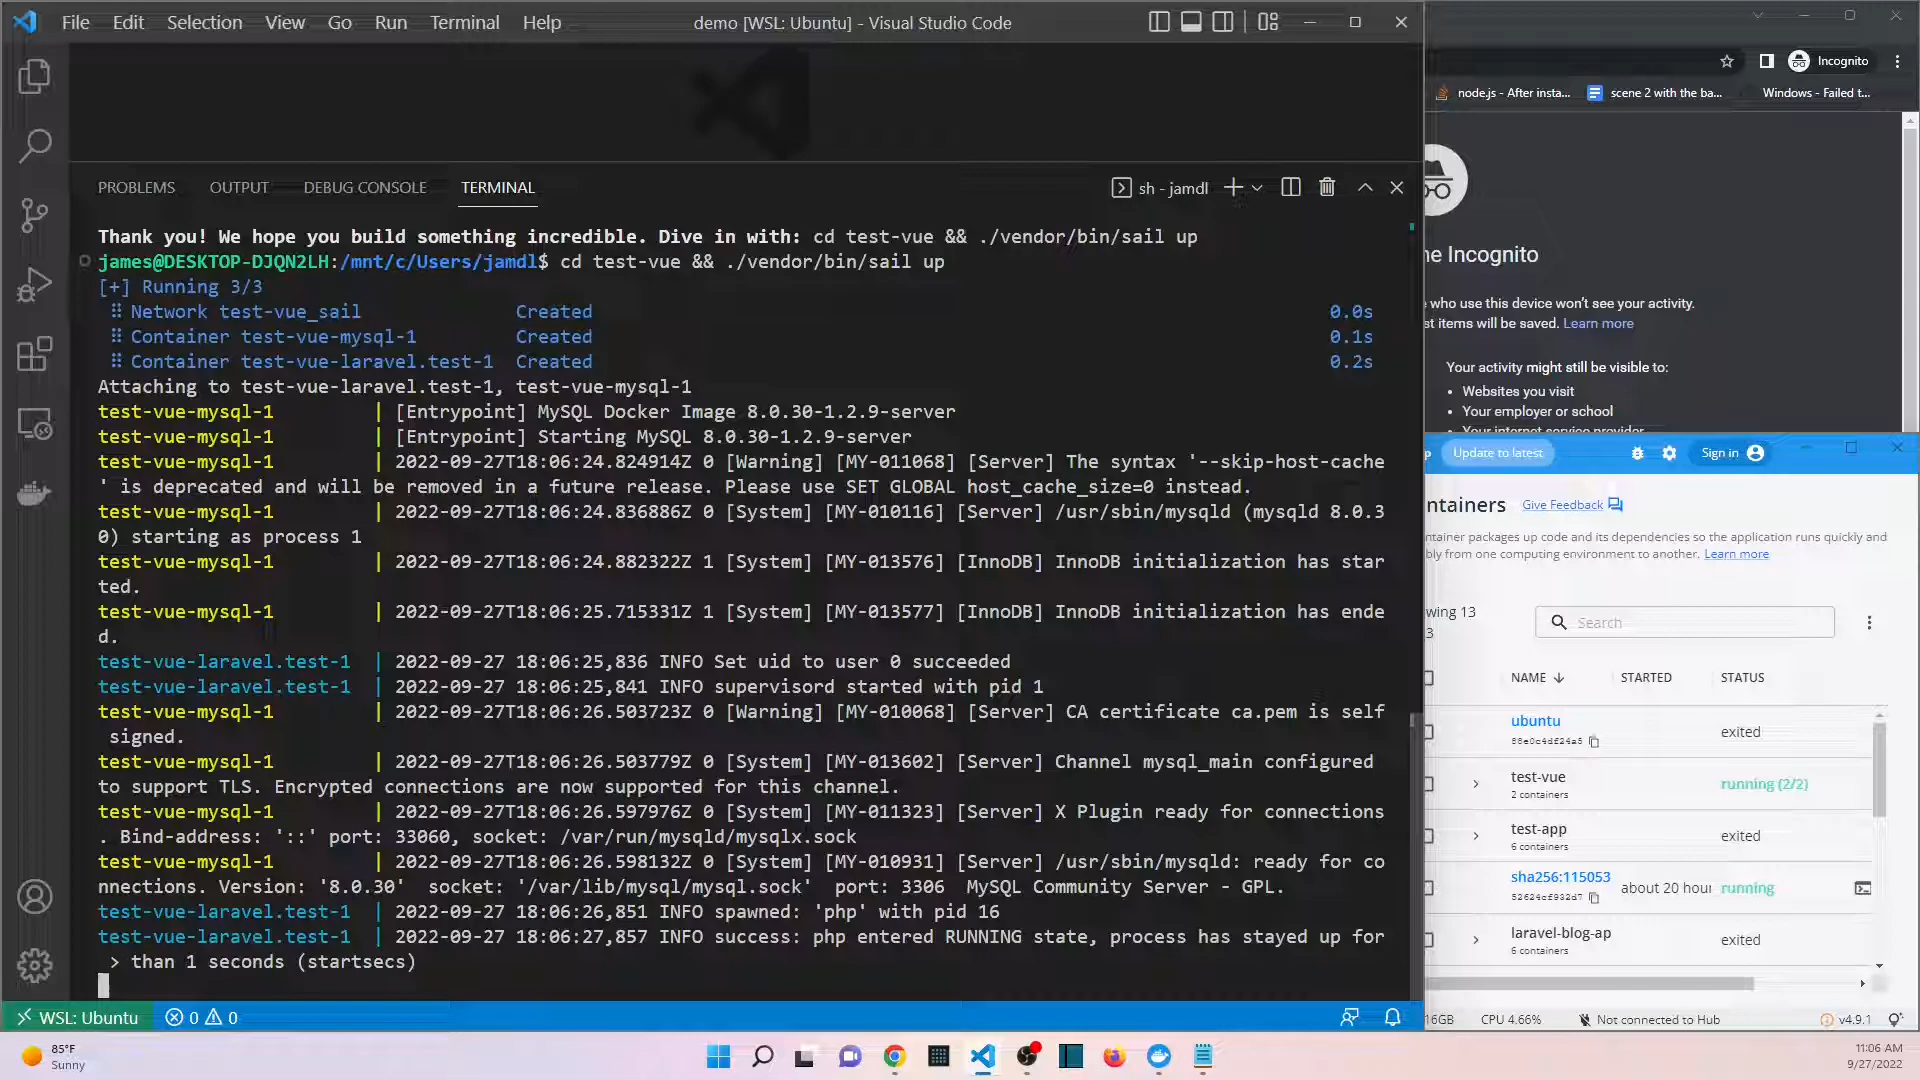 File Edit Selection View Go Run Terminal Help
demo [WSL: Ubuntu] - Visual Studio Code
PROBLEMS OUTPUT DEBUG CONSOLE TERMINAL
sh - jamdl
Thank you! We hope you build something incredible. Dive in with: cd test-vue && ./vendor/bin/sail up
james@DESKTOP-DJQN2LH:/mnt/c/Users/jamdl$ cd test-vue && ./vendor/bin/sail up
[+] Running 3/3
⠿ Network test-vue_sail Created 0.0s
⠿ Container test-vue-mysql-1 Created 0.1s
⠿ Container test-vue-laravel.test-1 Created 0.2s
Attaching to test-vue-laravel.test-1, test-vue-mysql-1
test-vue-mysql-1 | [Entrypoint] MySQL Docker Image 8.0.30-1.2.9-server
test-vue-mysql-1 | [Entrypoint] Starting MySQL 8.0.30-1.2.9-server
test-vue-mysql-1 | 2022-09-27T18:06:24.824914Z 0 [Warning] [MY-011068] [Server] The syntax '--skip-host-cache
' is deprecated and will be removed in a future release. Please use SET GLOBAL host_cache_size=0 instead.
test-vue-mysql-1 | 2022-09-27T18:06:24.836886Z 0 [System] [MY-010116] [Server] /usr/sbin/mysqld (mysqld 8.0.3
0) starting as process 1
test-vue-mysql-1 | 2022-09-27T18:06:24.882322Z 1 [System] [MY-013576] [InnoDB] InnoDB initialization has star
ted.
test-vue-mysql-1 | 2022-09-27T18:06:25.715331Z 1 [System] [MY-013577] [InnoDB] InnoDB initialization has ende
d.
test-vue-laravel.test-1 | 2022-09-27 18:06:25,836 INFO Set uid to user 0 succeeded
test-vue-laravel.test-1 | 2022-09-27 18:06:25,841 INFO supervisord started with pid 1
test-vue-mysql-1 | 2022-09-27T18:06:26.503723Z 0 [Warning] [MY-010068] [Server] CA certificate ca.pem is self
signed.
test-vue-mysql-1 | 2022-09-27T18:06:26.503779Z 0 [System] [MY-013602] [Server] Channel mysql_main configured
to support TLS. Encrypted connections are now supported for this channel.
test-vue-mysql-1 | 2022-09-27T18:06:26.597976Z 0 [System] [MY-011323] [Server] X Plugin ready for connections
. Bind-address: '::' port: 33060, socket: /var/run/mysqld/mysqlx.sock
test-vue-mysql-1 | 2022-09-27T18:06:26.598132Z 0 [System] [MY-010931] [Server] /usr/sbin/mysqld: ready for co
nnections. Version: '8.0.30' socket: '/var/lib/mysql/mysql.sock' port: 3306 MySQL Community Server - GPL.
test-vue-laravel.test-1 | 2022-09-27 18:06:26,851 INFO spawned: 'php' with pid 16
test-vue-laravel.test-1 | 2022-09-27 18:06:27,857 INFO success: php entered RUNNING state, process has stayed up for
> than 1 seconds (startsecs)
WSL: Ubuntu 0 0
Incognito
node.js - After insta... scene 2 with the ba... Windows - Failed t...
ne Incognito
who use this device won't see your activity.
st items will be saved. Learn more
Your activity might still be visible to:
• Websites you visit
• Your employer or school
• Your internet service provider
Update to latest Sign in
ntainers Give Feedback
ntainer packages up code and its dependencies so the application runs quickly and
bly from one computing environment to another. Learn more
wing 13
3
Search
NAME STARTED STATUS
ubuntu exited
test-vue running (2/2)
2 containers
test-app exited
6 containers
sha256:115053 about 20 hour running
52624cf932d7
laravel-blog-ap exited
6 containers
16GB CPU 4.66% Not connected to Hub v4.9.1
85°F
Sunny
11:06 AM
9/27/2022